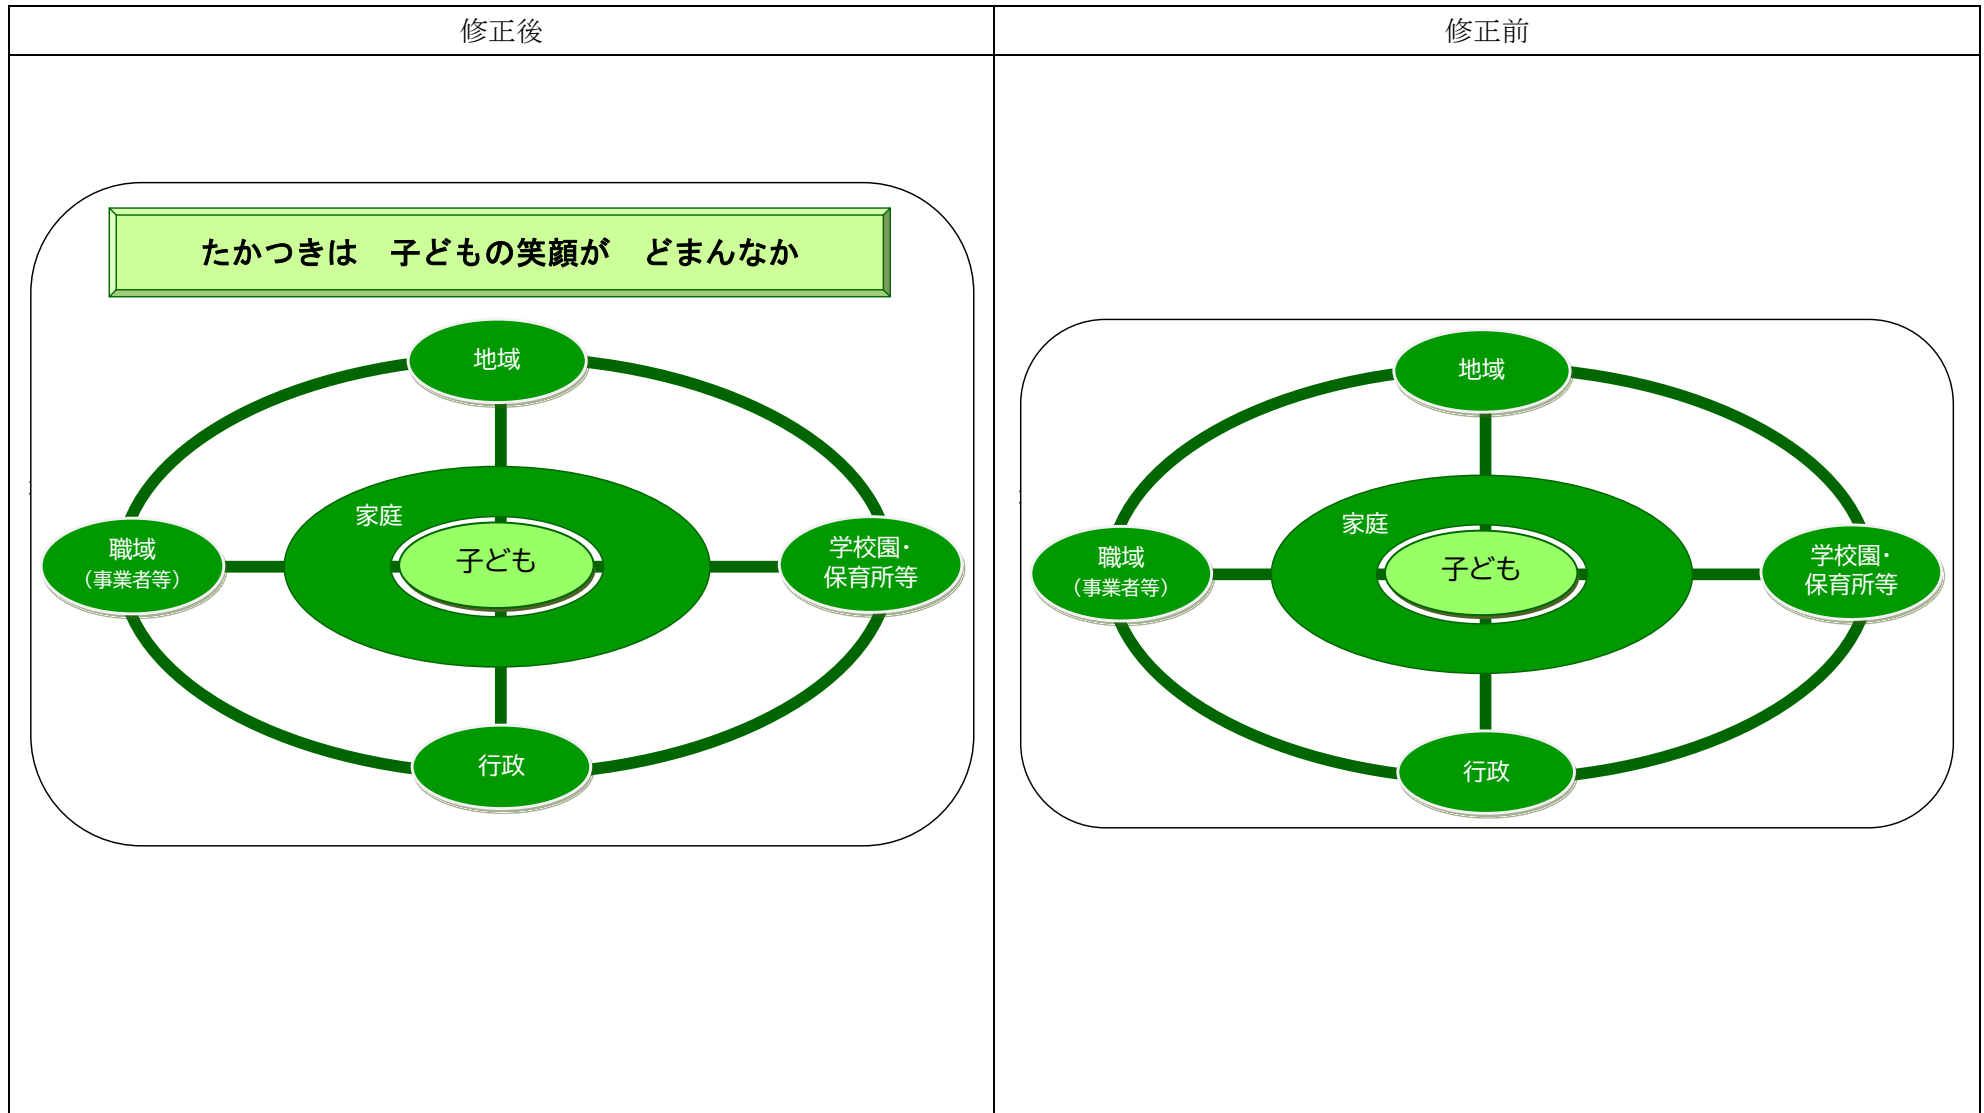 修正後
修正前
たかつきは　子どもの笑顔が　どまんなか
地域
家庭
子ども
職域
（事業者等）
学校園・
保育所等
行政
地域
家庭
子ども
職域
（事業者等）
学校園・
保育所等
行政